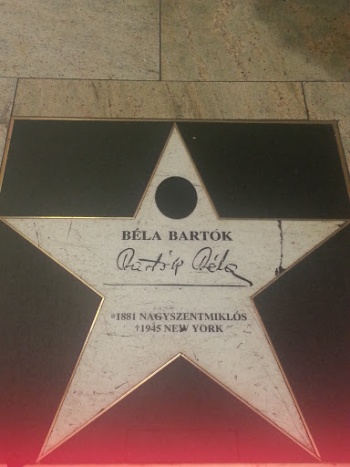 BÉLA BARTÓK
Bartók Béla
*1881 NAGYSZENTMIKLÓS
†1945 NEW YORK